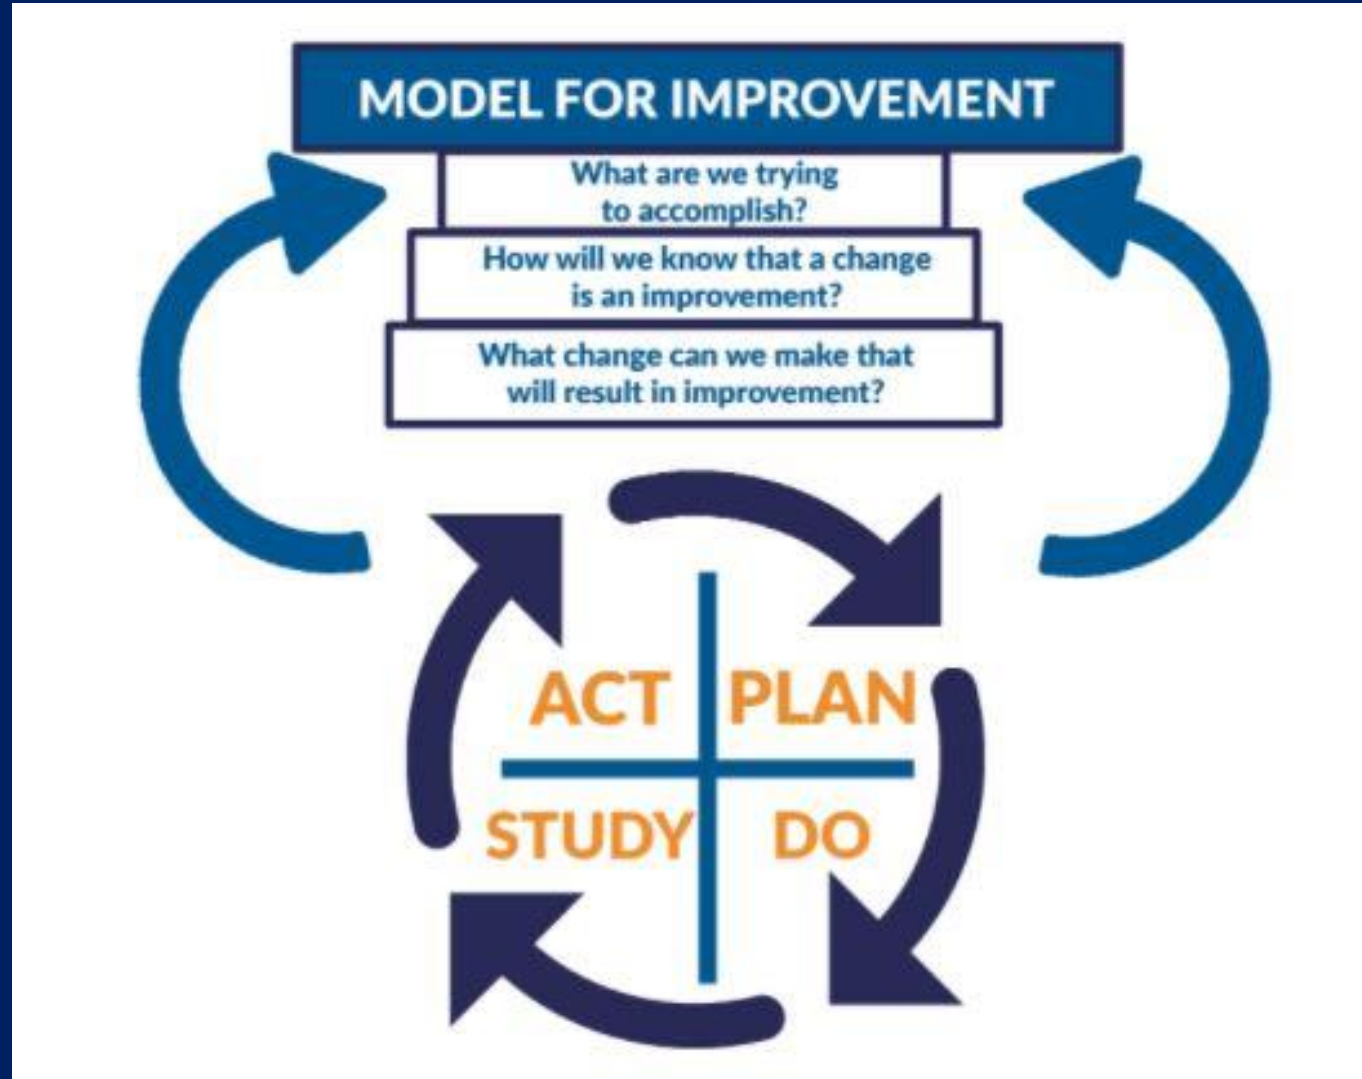 MODEL FOR IMPROVEMENT
What are we trying
to accomplish?
How will we know that a change
is an improvement?
What change can we make that
will result in improvement?
ACT PLAN
STUDY DO